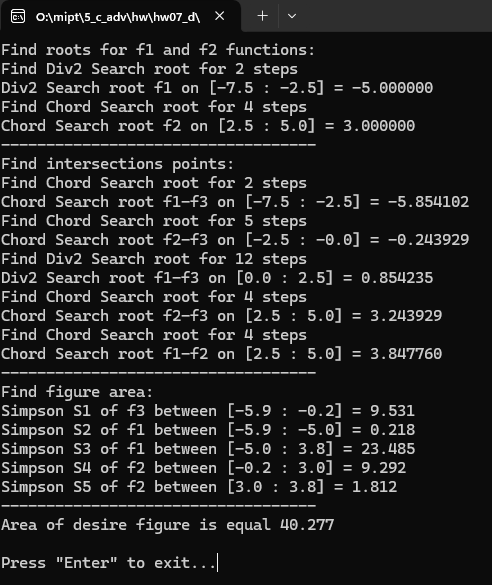 O:\mipt\5_c_adv\hw\hw07_d\
Find roots for f1 and f2 functions:
Find Div2 Search root for 2 steps
Div2 Search root f1 on [-7.5 : -2.5] = -5.000000
Find Chord Search root for 4 steps
Chord Search root f2 on [2.5 : 5.0] = 3.000000
-----------------------------------
Find intersections points:
Find Chord Search root for 2 steps
Chord Search root f1-f3 on [-7.5 : -2.5] = -5.854102
Find Chord Search root for 5 steps
Chord Search root f2-f3 on [-2.5 : -0.0] = -0.243929
Find Div2 Search root for 12 steps
Div2 Search root f1-f3 on [0.0 : 2.5] = 0.854235
Find Chord Search root for 4 steps
Chord Search root f2-f3 on [2.5 : 5.0] = 3.243929
Find Chord Search root for 4 steps
Chord Search root f1-f2 on [2.5 : 5.0] = 3.847760
-----------------------------------
Find figure area:
Simpson S1 of f3 between [-5.9 : -0.2] = 9.531
Simpson S2 of f1 between [-5.9 : -5.0] = 0.218
Simpson S3 of f1 between [-5.0 : 3.8] = 23.485
Simpson S4 of f2 between [-0.2 : 3.0] = 9.292
Simpson S5 of f2 between [3.0 : 3.8] = 1.812
-----------------------------------
Area of desire figure is equal 40.277
Press "Enter" to exit...